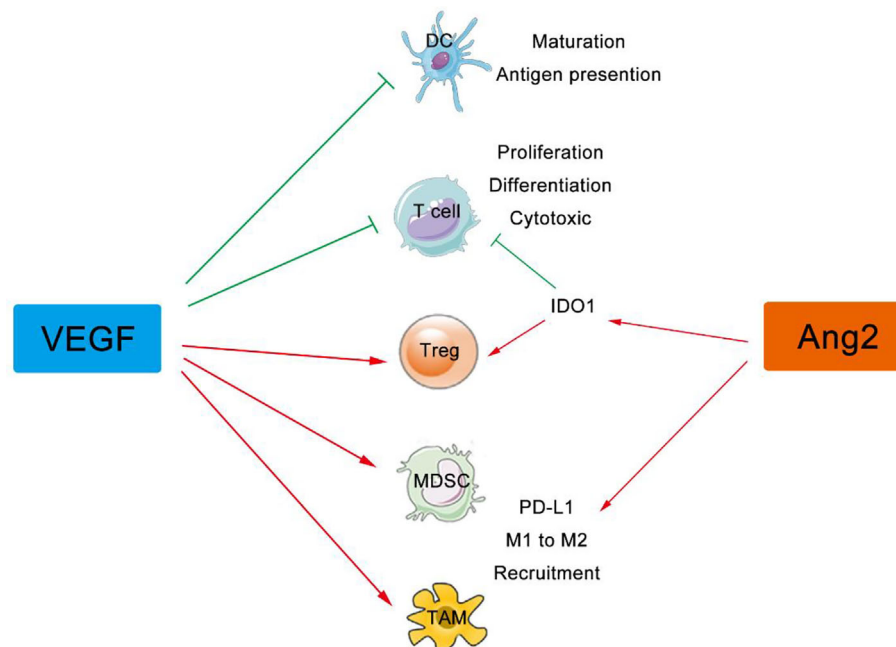 DC
Maturation
Antigen presention
Proliferation
Differentiation
Cytotoxic
T cell
IDO1
VEGF
Ang2
Treg
MDSC
PD-L1
M1 to M2
Recruitment
TAM